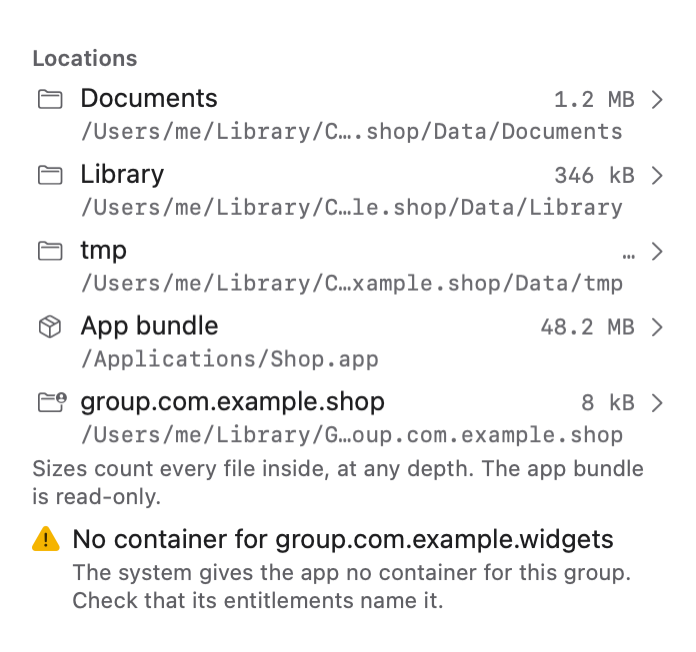 Locations
Documents
1.2 MB
/Users/me/Library/C….shop/Data/Documents
Library
346 kB
/Users/me/Library/C…le.shop/Data/Library
tmp
…
/Users/me/Library/C…xample.shop/Data/tmp
App bundle
48.2 MB
/Applications/Shop.app
group.com.example.shop
8 kB
/Users/me/Library/G…oup.com.example.shop
Sizes count every file inside, at any depth. The app bundle
is read-only.
No container for group.com.example.widgets
The system gives the app no container for this group.
Check that its entitlements name it.